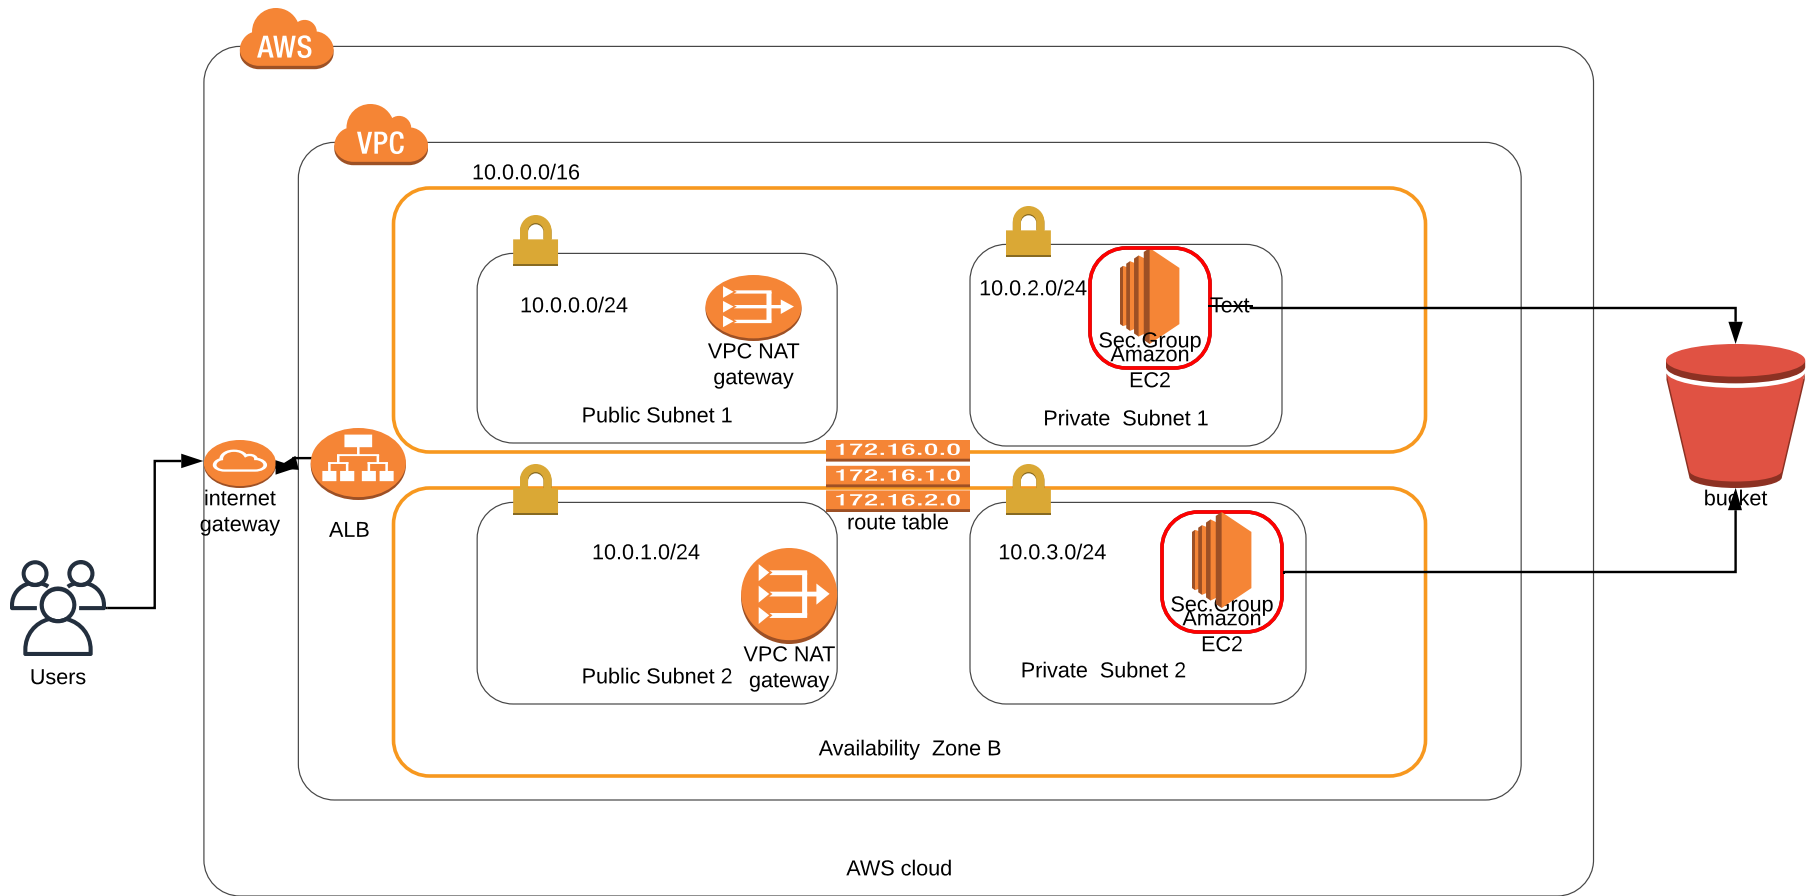 AWS
VPC
10.0.0.0/16
10.0.0.0/24
VPC NAT
gateway
Public Subnet 1
10.0.2.0/24
Text
Sec.Group
Amazon
EC2
Private  Subnet 1
172.16.0.0
172.16.1.0
172.16.2.0
route table
internet
gateway
ALB
Users
10.0.1.0/24
VPC NAT
gateway
Public Subnet 2
10.0.3.0/24
Sec.Group
Amazon
EC2
Private  Subnet 2
bucket
Availability  Zone B
AWS cloud